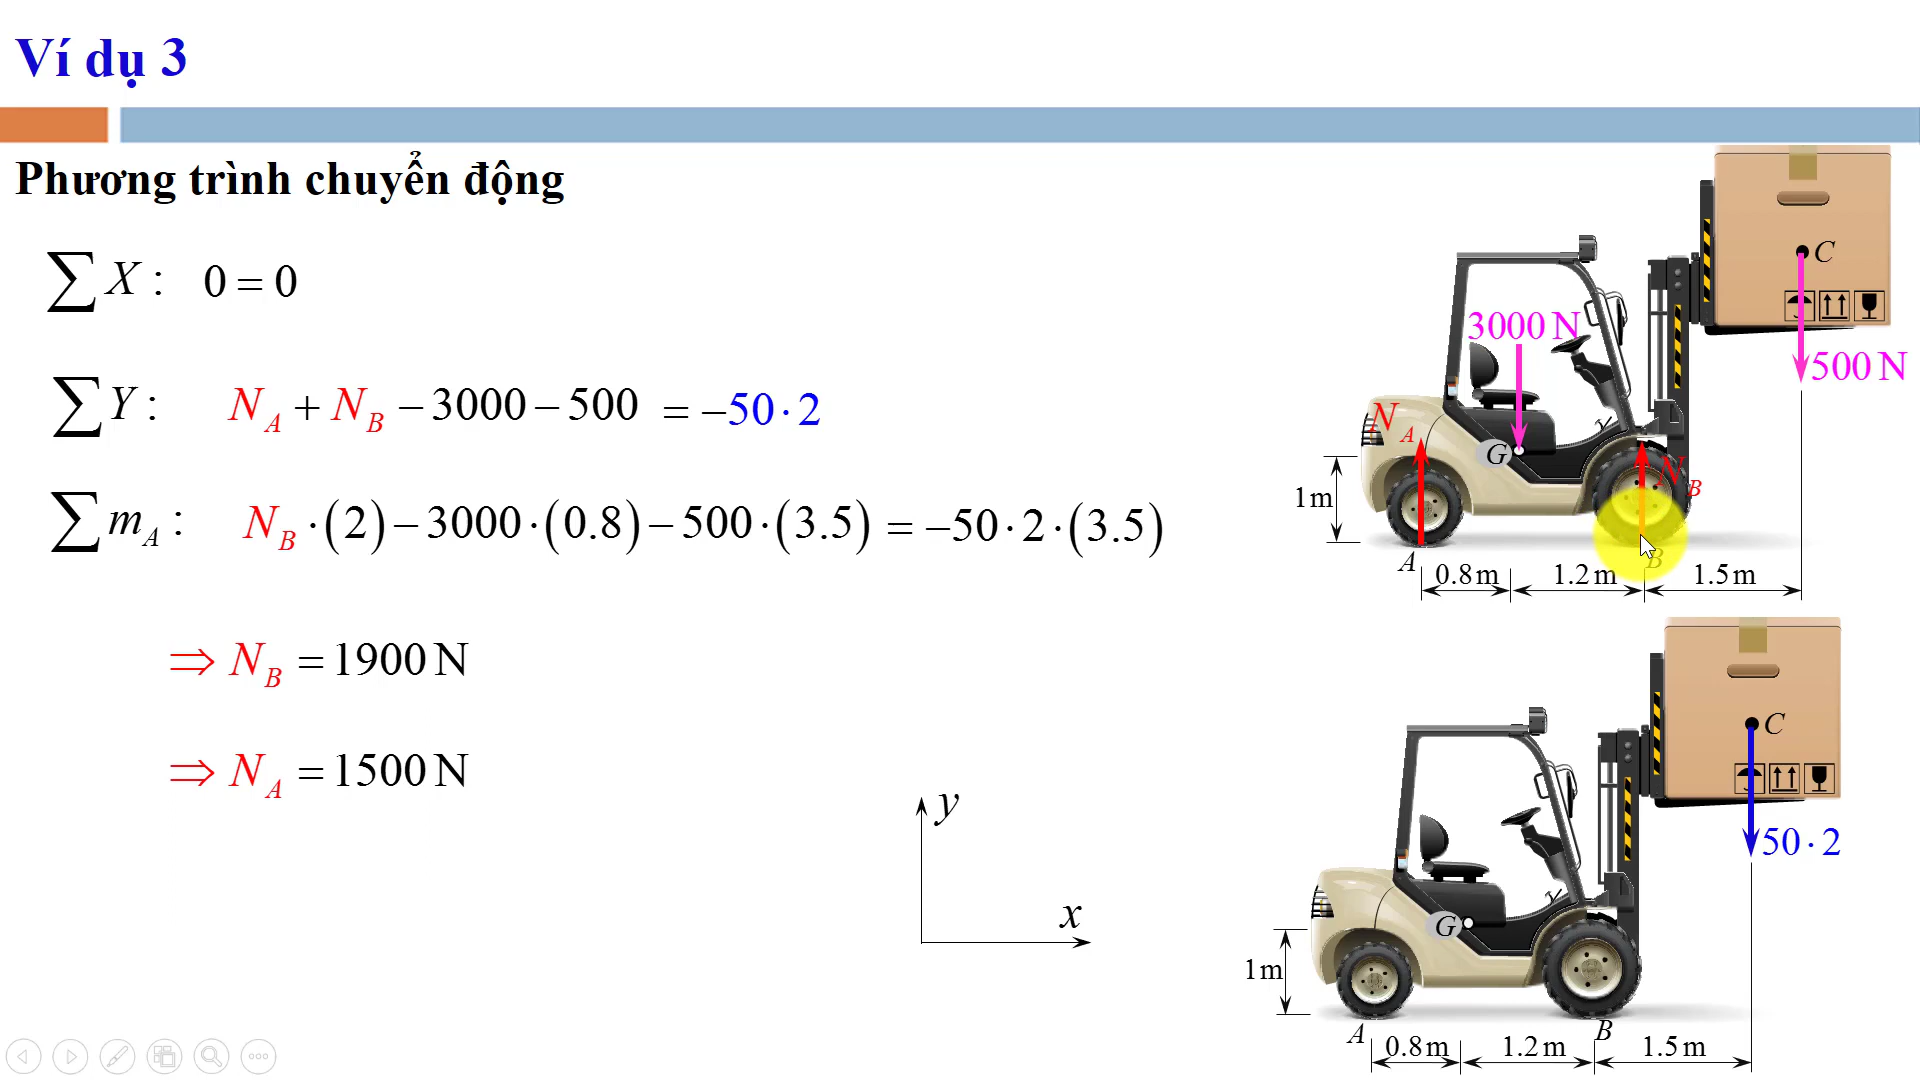 Ví dụ 3
Phương trình chuyển động
∑X : 0 = 0
∑Y : N_A + N_B − 3000 − 500 = −50·2
∑m_A : N_B·(2) − 3000·(0.8) − 500·(3.5) = −50·2·(3.5)
⇒ N_B = 1900 N
⇒ N_A = 1500 N
y
x
C
3000 N
500 N
N_A
G
N_B
1 m
A
B
0.8 m
1.2 m
1.5 m
C
50·2
G
1 m
A
B
0.8 m
1.2 m
1.5 m